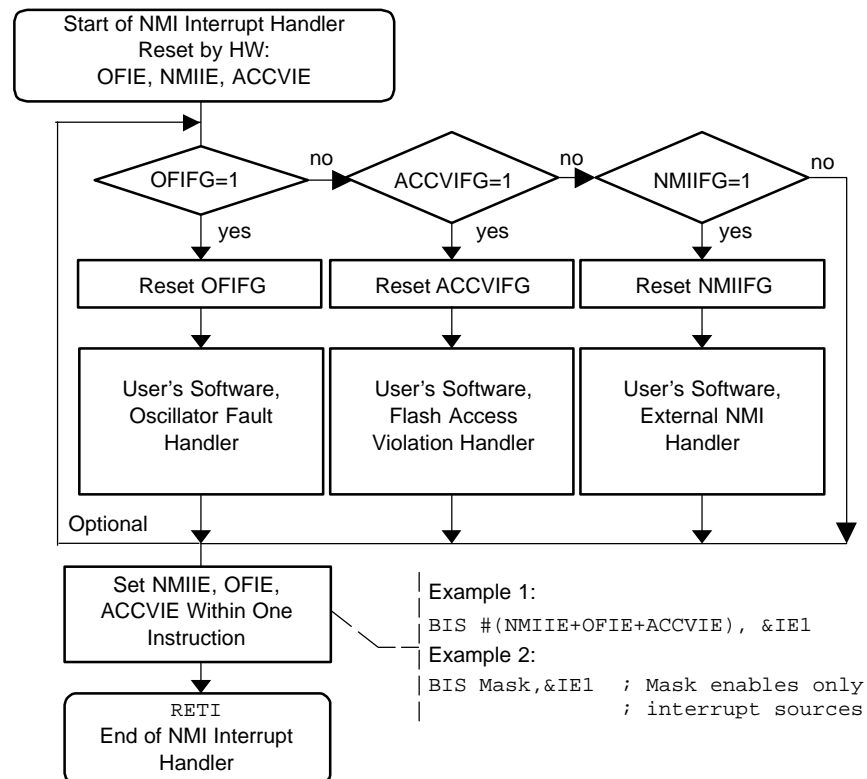 Start of NMI Interrupt Handler
Reset by HW:
OFIE, NMIIE, ACCVIE
OFIFG=1
no
ACCVIFG=1
no
NMIIFG=1
no
yes
yes
yes
Reset OFIFG
Reset ACCVIFG
Reset NMIIFG
User's Software,
Oscillator Fault
Handler
User's Software,
Flash Access
Violation Handler
User's Software,
External NMI
Handler
Optional
Set NMIIE, OFIE,
ACCVIE Within One
Instruction
Example 1:
BIS #(NMIIE+OFIE+ACCVIE), &IE1
Example 2:
BIS Mask,&IE1 ; Mask enables only
; interrupt sources
RETI
End of NMI Interrupt
Handler